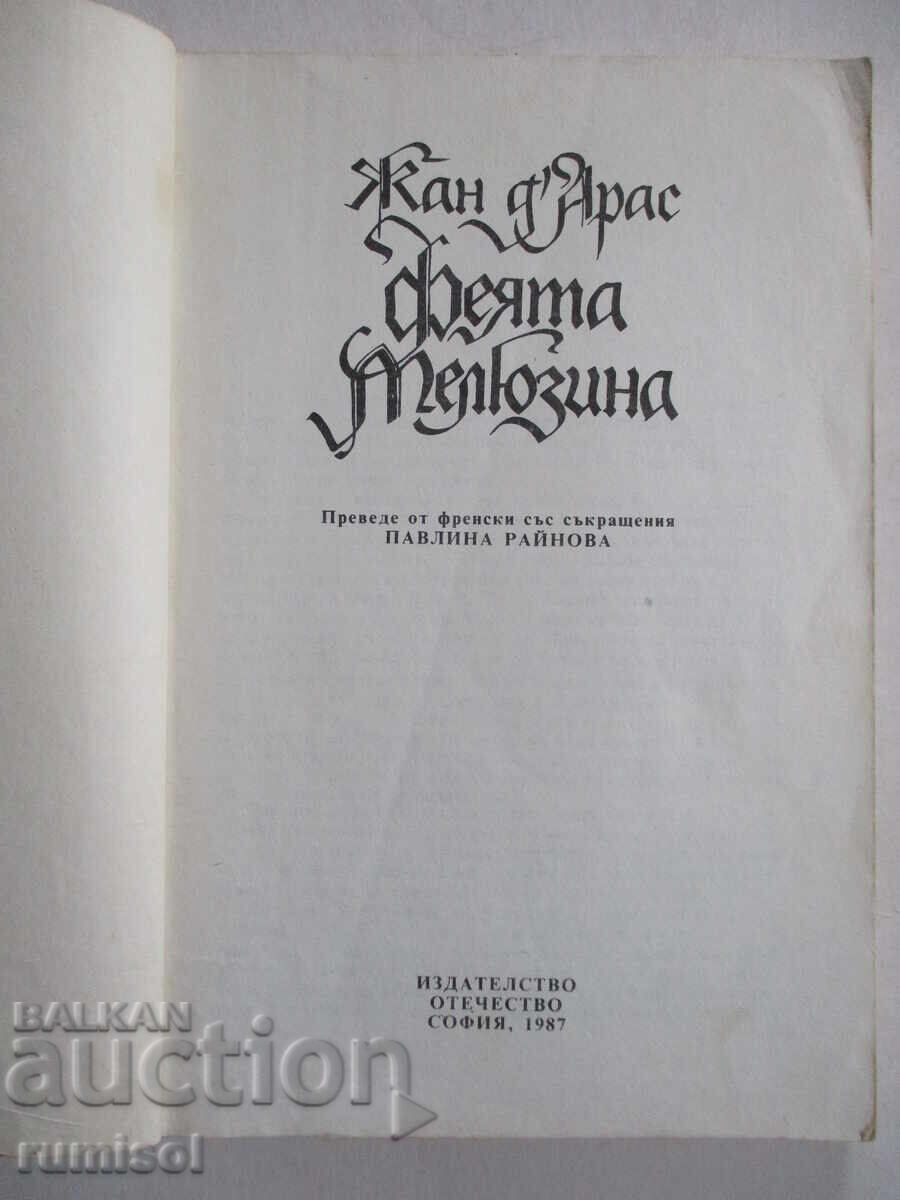 Жан д'Арас
Феята
Мелюзина
Преведе от френски със съкращения
ПАВЛИНА РАЙНОВА
ИЗДАТЕЛСТВО
ОТЕЧЕСТВО
СОФИЯ, 1987
BALKAN
auction
rumisol